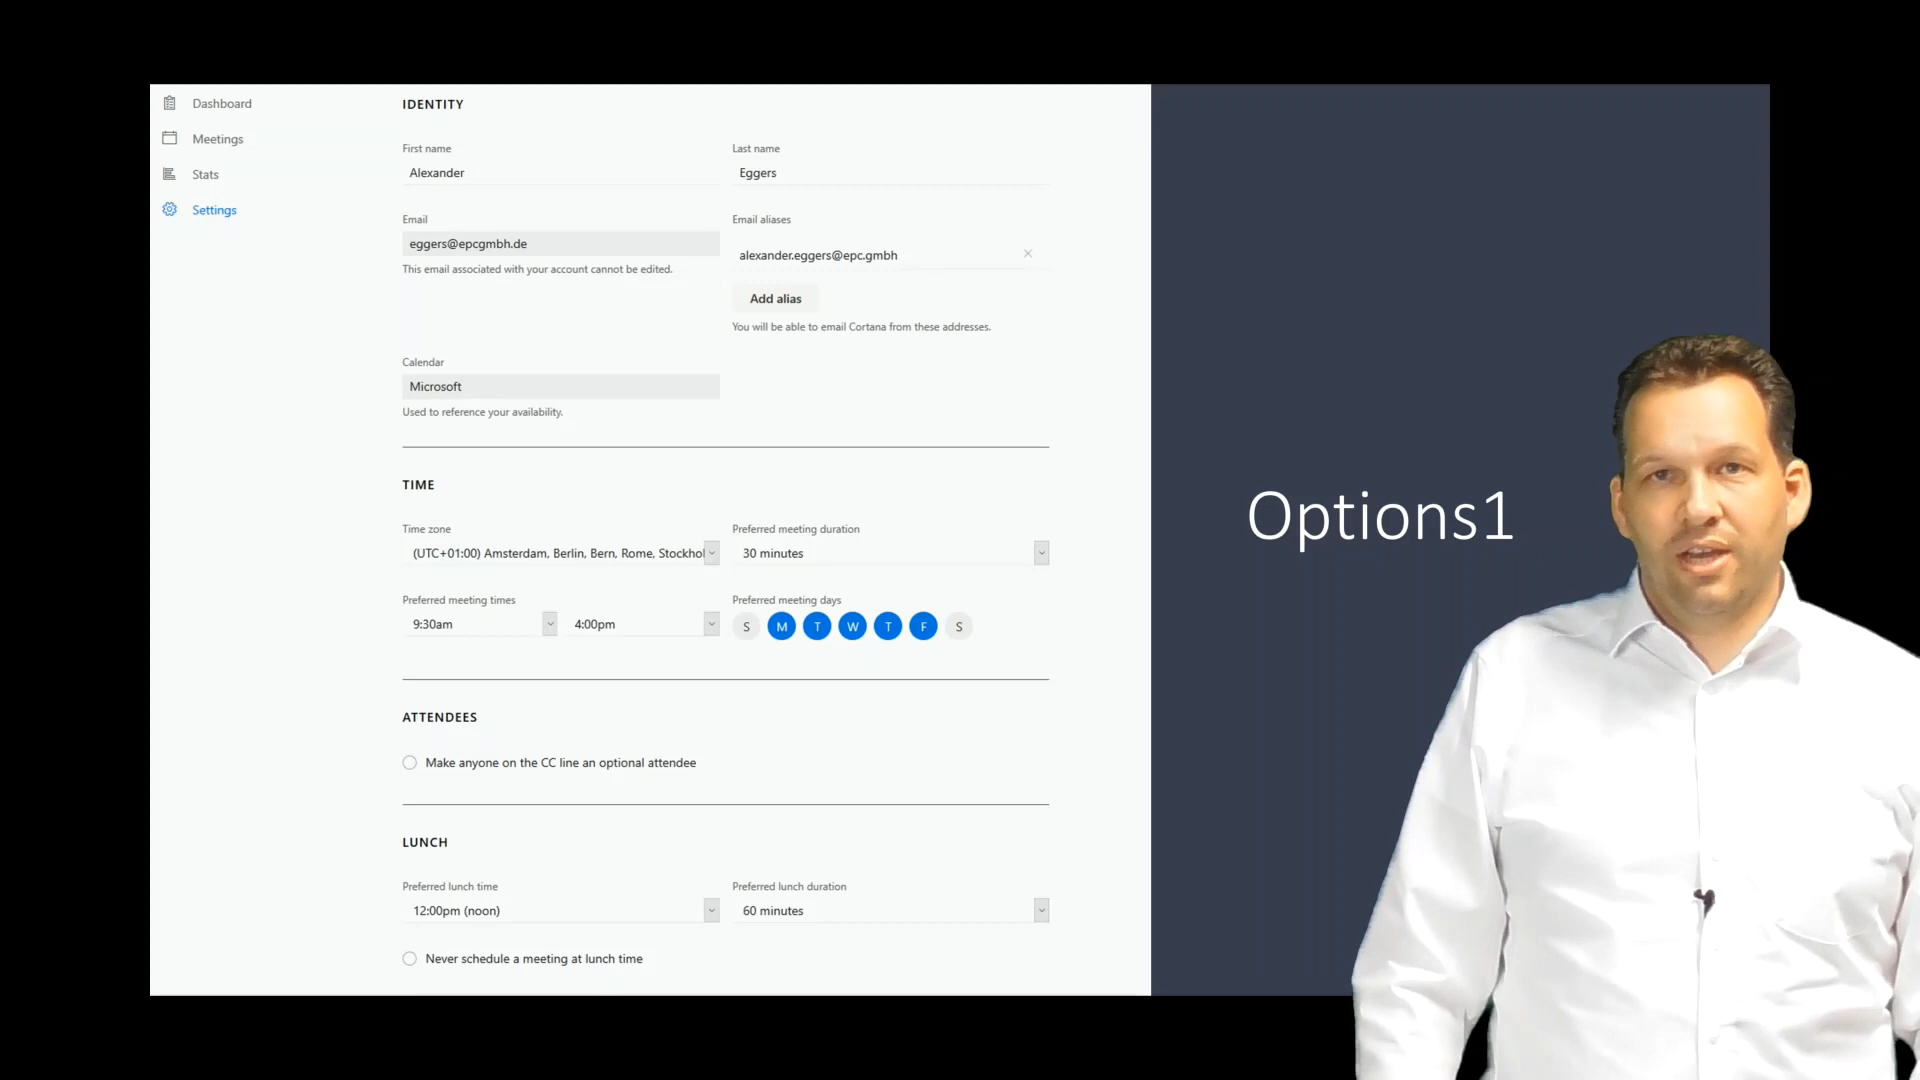 Dashboard
Meetings
Stats
Settings
IDENTITY
First name
Last name
Alexander
Eggers
Email
Email aliases
eggers@epcgmbh.de
alexander.eggers@epc.gmbh
This email associated with your account cannot be edited.
Add alias
You will be able to email Cortana from these addresses.
Calendar
Microsoft
Used to reference your availability.
TIME
Time zone
Preferred meeting duration
(UTC+01:00) Amsterdam, Berlin, Bern, Rome, Stockhol
30 minutes
Preferred meeting times
Preferred meeting days
9:30am
4:00pm
S M T W T F S
ATTENDEES
Make anyone on the CC line an optional attendee
LUNCH
Preferred lunch time
Preferred lunch duration
12:00pm (noon)
60 minutes
Never schedule a meeting at lunch time
Options1